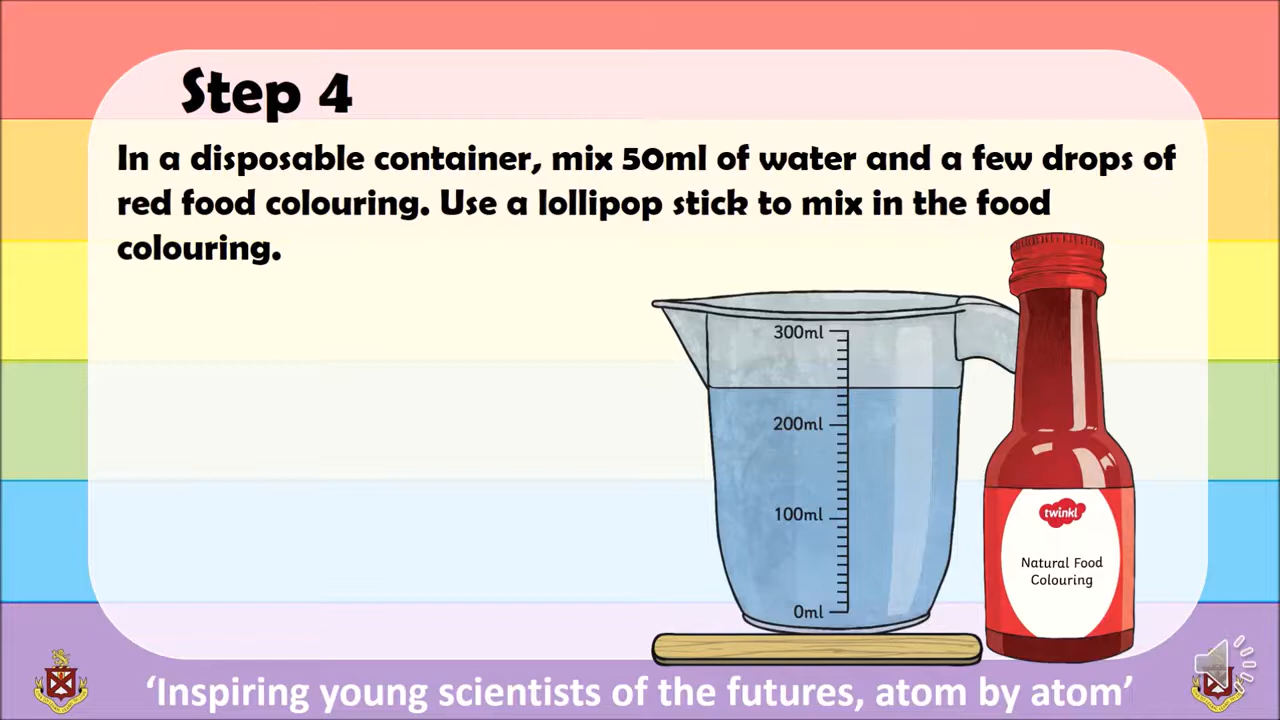 Step 4
In a disposable container, mix 50ml of water and a few drops of
red food colouring. Use a lollipop stick to mix in the food
colouring.
300ml
200ml
100ml
0ml
twinkl
Natural Food
Colouring
‘Inspiring young scientists of the futures, atom by atom’